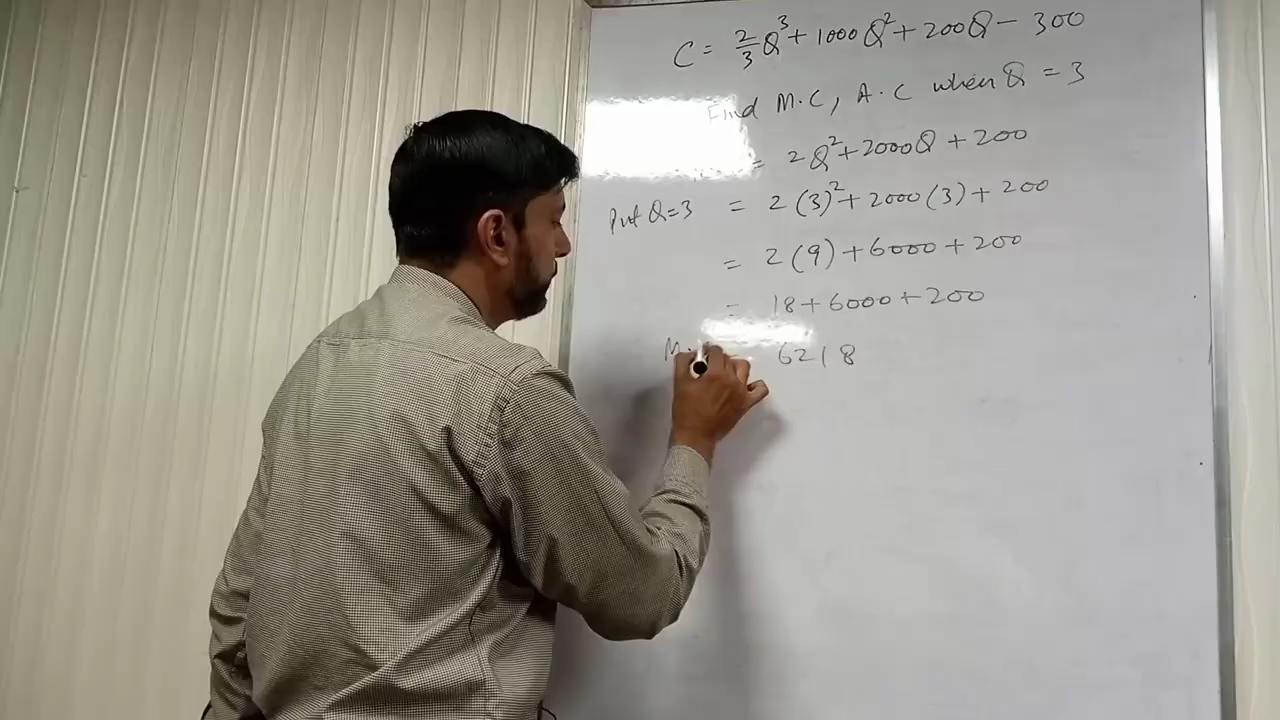 C = 2/3 Q³ + 1000 Q² + 200 Q − 300
Find M.C, A.C when Q = 3
= 2Q² + 2000Q + 200
Put Q=3 = 2(3)² + 2000(3) + 200
= 2(9) + 6000 + 200
= 18 + 6000 + 200
6218